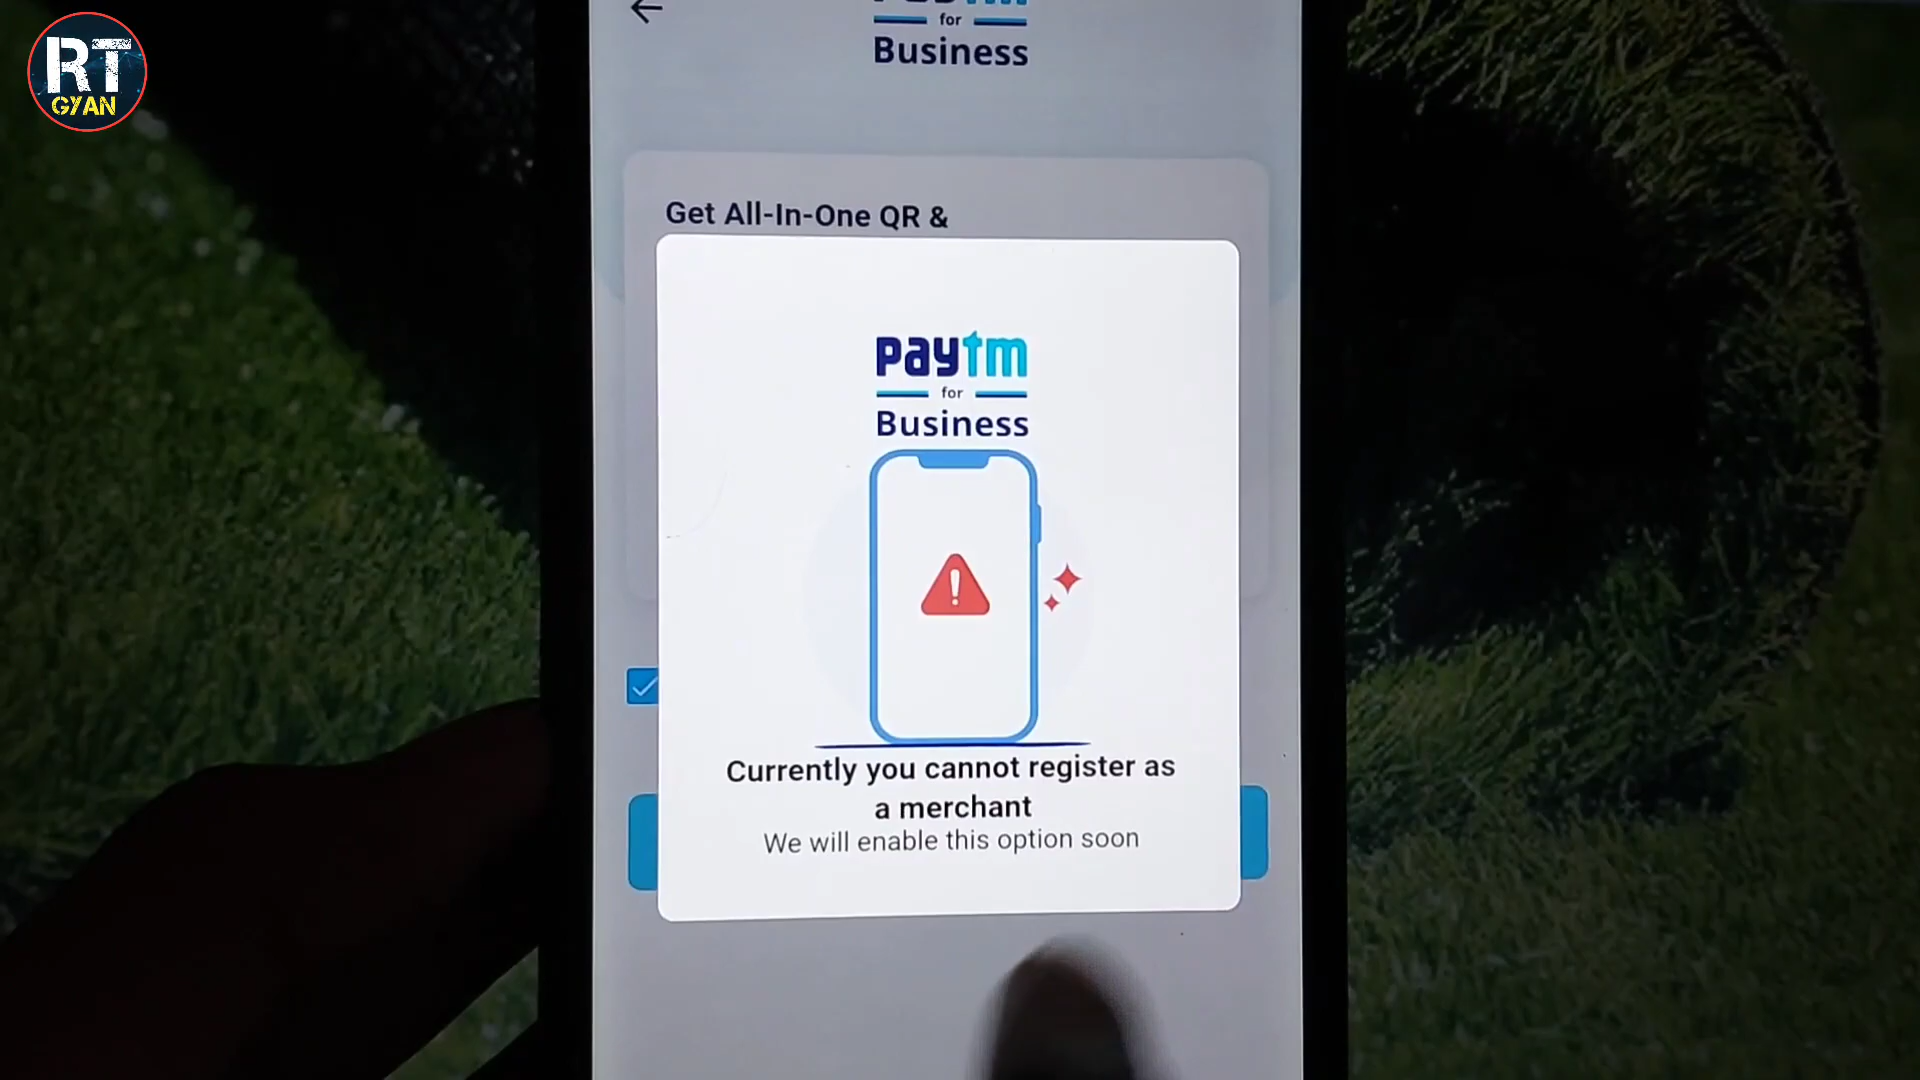 RT
GYAN
for
Business
Get All-In-One QR &
paytm
for
Business
Currently you cannot register as
a merchant
We will enable this option soon